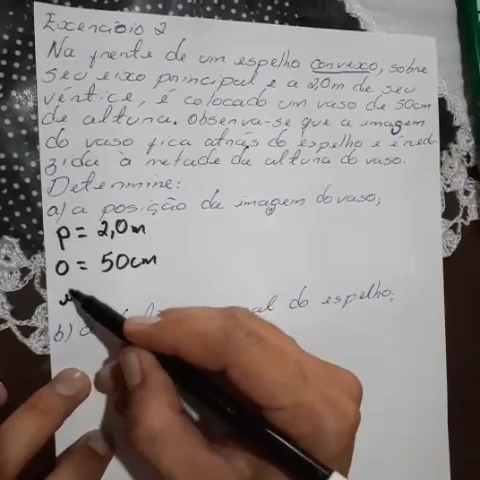 Exercício 2
Na frente de um espelho convexo, sobre
seu eixo principal e a 2,0m de seu
vértice, é colocado um vaso de 50cm
de altura. Observa-se que a imagem
do vaso fica atrás do espelho e é redu-
zida à metade da altura do vaso.
Determine:
a) a posição da imagem do vaso;
p = 2,0m
o = 50cm
b) a do espelho;